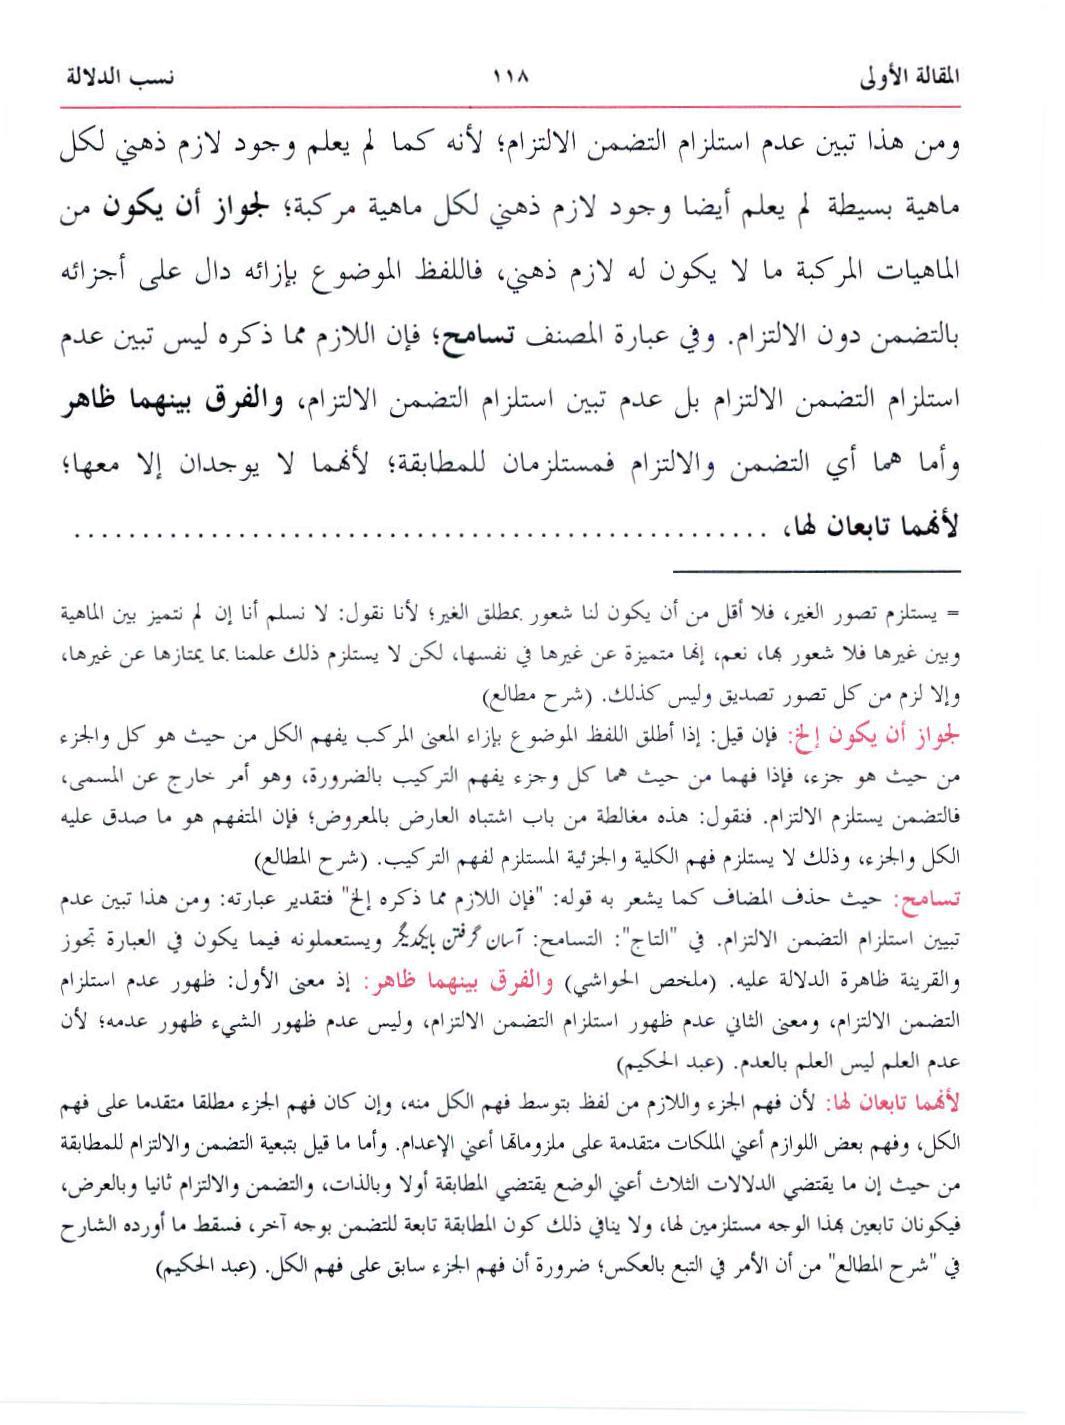 المقالة الأولى ١١٨ نسب الدلالة
ومن هذا تبين عدم استلزام التضمن الالتزام؛ لأنه كما لم يعلم وجود لازم ذهني لكل
ماهية بسيطة لم يعلم أيضا وجود لازم ذهني لكل ماهية مركبة؛ لجواز أن يكون من
الماهيات المركبة ما لا يكون له لازم ذهني، فاللفظ الموضوع بإزائه دال على أجزائه
بالتضمن دون الالتزام. وفي عبارة المصنف تسامح؛ فإن اللازم مما ذكره ليس تبين عدم
استلزام التضمن الالتزام بل عدم تبين استلزام التضمن الالتزام، والفرق بينهما ظاهر
وأما هما أي التضمن والالتزام فمستلزمان للمطابقة؛ لأنهما لا يوجدان إلا معها؛
لأنهما تابعان لها، ...................................................
= يستلزم تصور الغير، فلا أقل من أن يكون لنا شعور بمطلق الغير؛ لأنا نقول: لا نسلم أنا إن لم نتميز بين الماهية
وبين غيرها فلا شعور بها، نعم، إنها متميزة عن غيرها في نفسها، لكن لا يستلزم ذلك علمنا بما يمتازها عن غيرها،
وإلا لزم من كل تصور تصديق وليس كذلك. (شرح مطالع)
لجواز أن يكون إلخ: فإن قيل: إذا أطلق اللفظ الموضوع بإزاء المعنى المركب يفهم الكل من حيث هو كل والجزء
من حيث هو جزء، فإذا فهما من حيث هما كل وجزء يفهم التركيب بالضرورة، وهو أمر خارج عن المسمى،
فالتضمن يستلزم الالتزام. فنقول: هذه مغالطة من باب اشتباه العارض بالمعروض؛ فإن المتفهم هو ما صدق عليه
الكل والجزء، وذلك لا يستلزم فهم الكلية والجزئية المستلزم لفهم التركيب. (شرح المطالع)
تسامح: حيث حذف المضاف كما يشعر به قوله: "فإن اللازم مما ذكره إلخ" فتقدير عبارته: ومن هذا تبين عدم
تبيين استلزام التضمن الالتزام. في "التاج": التسامح: آسان گرفتن بایکدیگر ويستعملونه فيما يكون في العبارة تجوز
والقرينة ظاهرة الدلالة عليه. (ملخص الحواشي) والفرق بينهما ظاهر: إذ معنى الأول: ظهور عدم استلزام
التضمن الالتزام، ومعنى الثاني عدم ظهور استلزام التضمن الالتزام، وليس عدم ظهور الشيء ظهور عدمه؛ لأن
عدم العلم ليس العلم بالعدم. (عبد الحكيم)
لأنهما تابعان لها: لأن فهم الجزء واللازم من لفظ بتوسط فهم الكل منه، وإن كان فهم الجزء مطلقا متقدما على فهم
الكل، وفهم بعض اللوازم أعني الملكات متقدمة على ملزوماتها أعني الإعدام. وأما ما قيل بتبعية التضمن والالتزام للمطابقة
من حيث إن ما يقتضي الدلالات الثلاث أعني الوضع يقتضي المطابقة أولا وبالذات، والتضمن والالتزام ثانيا وبالعرض،
فيكونان تابعين بهذا الوجه مستلزمين لها، ولا ينافي ذلك كون المطابقة تابعة للتضمن بوجه آخر، فسقط ما أورده الشارح
في "شرح المطالع" من أن الأمر في التبع بالعكس؛ ضرورة أن فهم الجزء سابق على فهم الكل. (عبد الحكيم)